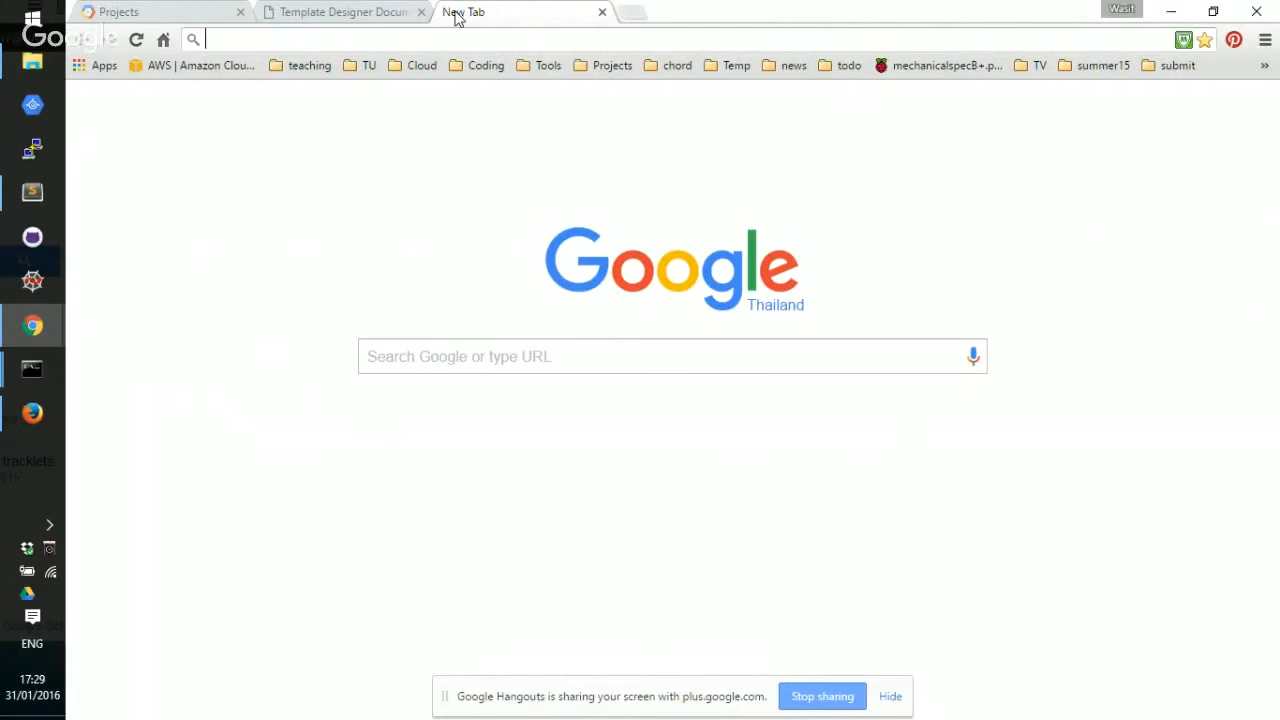 Projects
Template Designer Docum
New Tab
Wasit
Google
Apps
AWS | Amazon Clou...
teaching
TU
Cloud
Coding
Tools
Projects
chord
Temp
news
todo
mechanicalspecB+.p...
TV
summer15
submit
»
Google
Thailand
Search Google or type URL
tracklets
ENG
17:29
31/01/2016
Google Hangouts is sharing your screen with plus.google.com.
Stop sharing
Hide